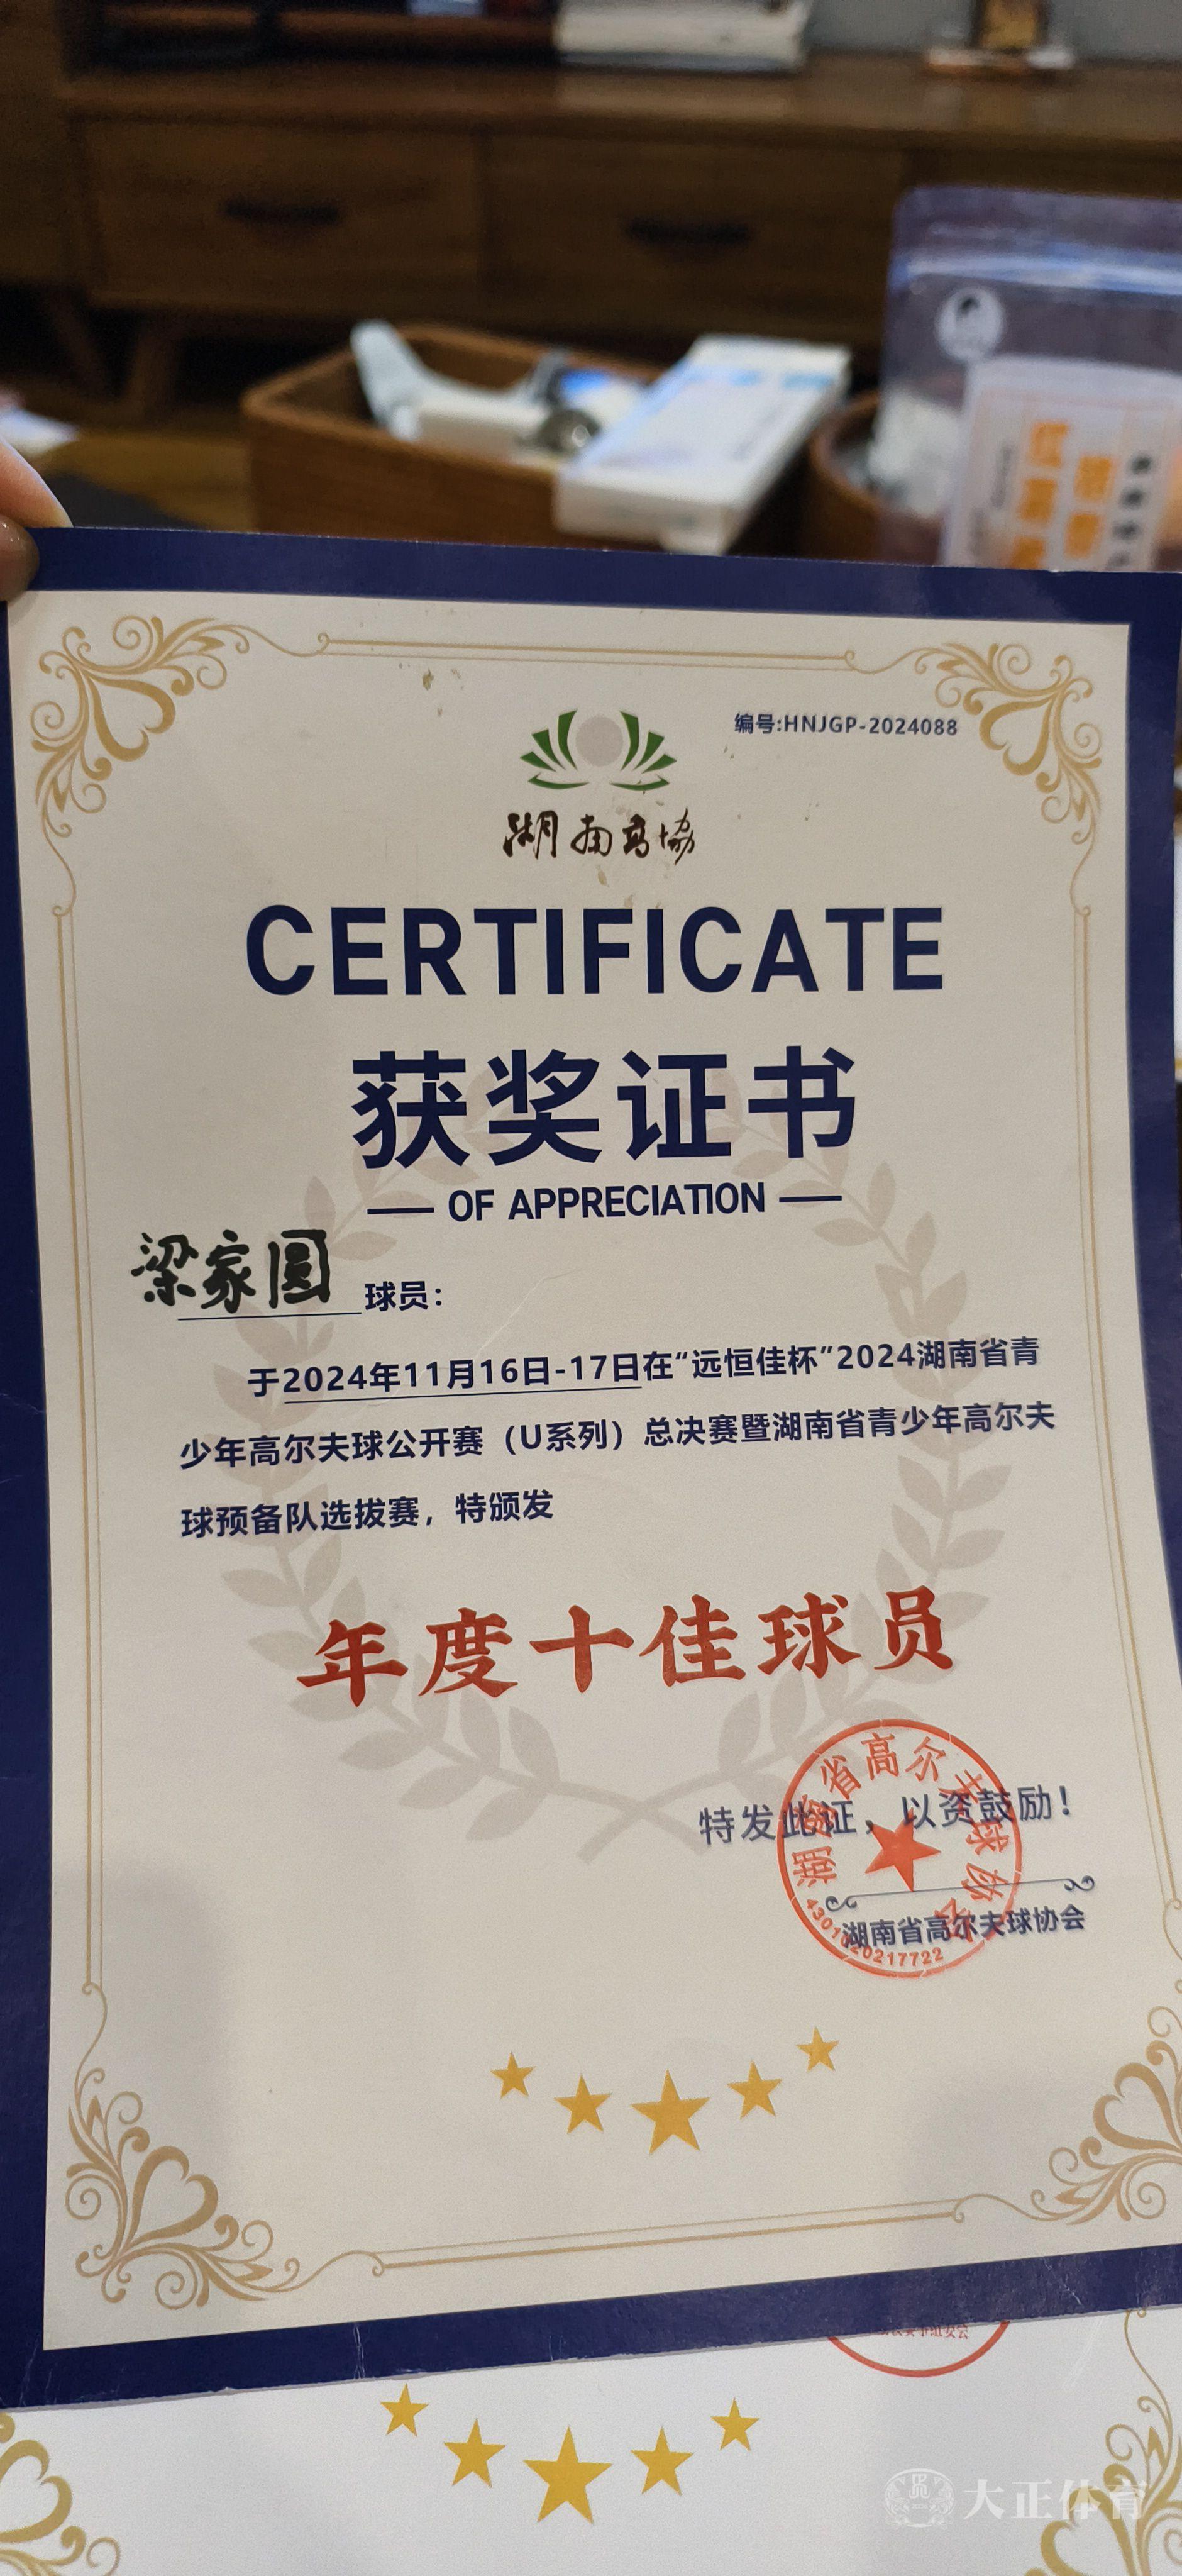 编号:HNJGP-2024088
湖南高協
CERTIFICATE
获奖证书
OF APPRECIATION
梁家圆 球员：
于2024年11月16日-17日在“远恒佳杯”2024湖南省青
少年高尔夫球公开赛（U系列）总决赛暨湖南省青少年高尔夫
球预备队选拔赛，特颁发
年度十佳球员
特发此证，以资鼓励！
湖南省高尔夫球协会
湖南省高尔夫球协会
4301020217722
大正体育